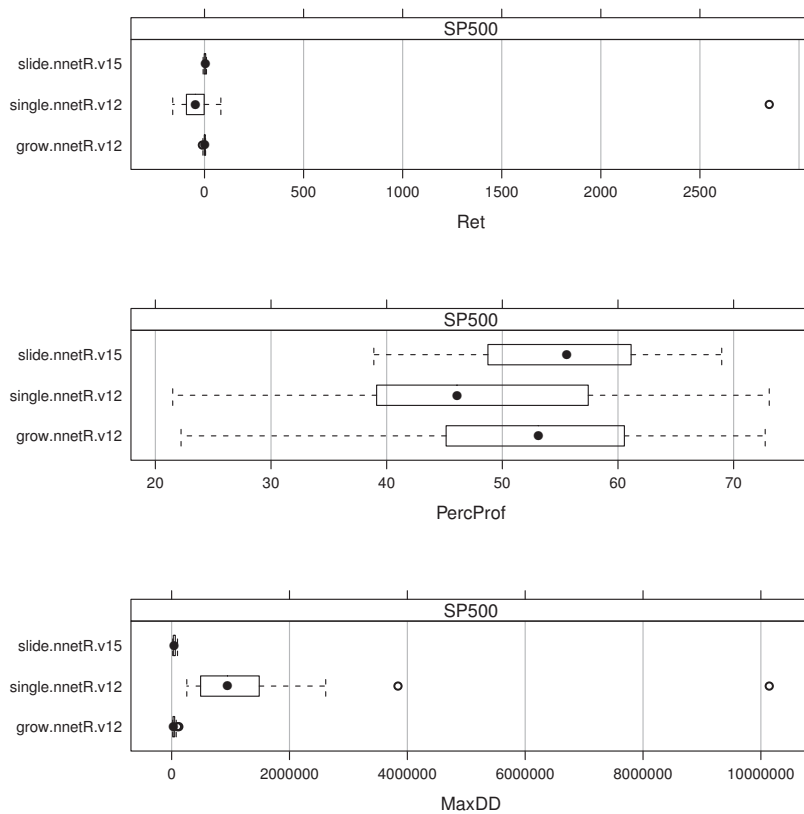 SP500
slide.nnetR.v15
single.nnetR.v12
grow.nnetR.v12
0 500 1000 1500 2000 2500
Ret
SP500
slide.nnetR.v15
single.nnetR.v12
grow.nnetR.v12
20 30 40 50 60 70
PercProf
SP500
slide.nnetR.v15
single.nnetR.v12
grow.nnetR.v12
0 2000000 4000000 6000000 8000000 10000000
MaxDD